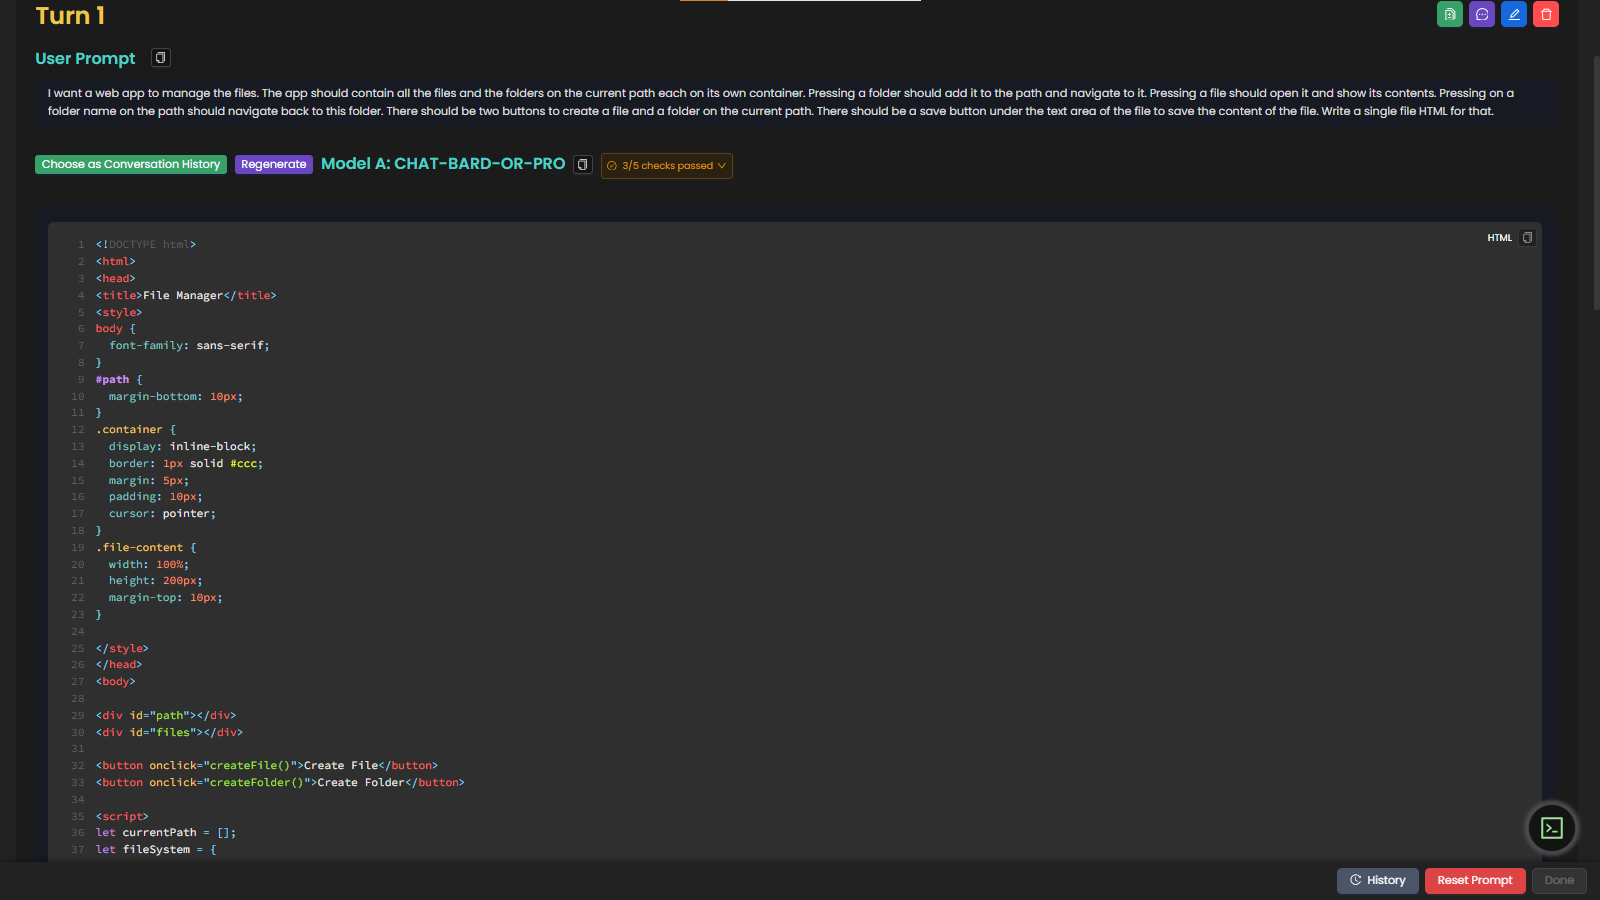 Turn 1
User Prompt
I want a web app to manage the files. The app should contain all the files and the folders on the current path each on its own container. Pressing a folder should add it to the path and navigate to it. Pressing a file should open it and show its contents. Pressing on a
folder name on the path should navigate back to this folder. There should be two buttons to create a file and a folder on the current path. There should be a save button under the text area of the file to save the content of the file. Write a single file HTML for that.
Choose as Conversation History Regenerate Model A: CHAT-BARD-OR-PRO 3/5 checks passed
HTML
1 <!DOCTYPE html>
2 <html>
3 <head>
4 <title>File Manager</title>
5 <style>
6 body {
7   font-family: sans-serif;
8 }
9 #path {
10   margin-bottom: 10px;
11 }
12 .container {
13   display: inline-block;
14   border: 1px solid #ccc;
15   margin: 5px;
16   padding: 10px;
17   cursor: pointer;
18 }
19 .file-content {
20   width: 100%;
21   height: 200px;
22   margin-top: 10px;
23 }
24
25 </style>
26 </head>
27 <body>
28
29 <div id="path"></div>
30 <div id="files"></div>
31
32 <button onclick="createFile()">Create File</button>
33 <button onclick="createFolder()">Create Folder</button>
34
35 <script>
36 let currentPath = [];
37 let fileSystem = {
History Reset Prompt Done